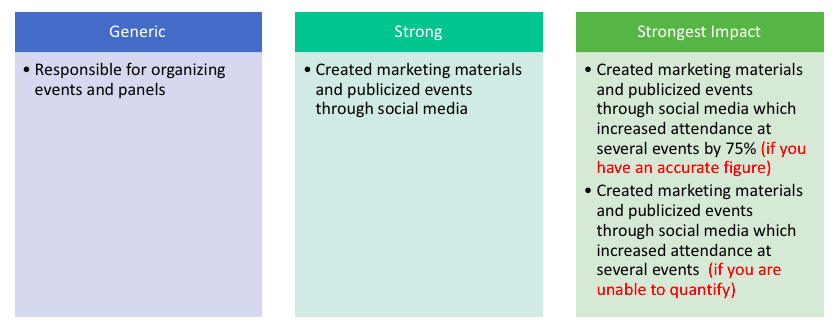 Generic
• Responsible for organizing
events and panels
Strong
• Created marketing materials
and publicized events
through social media
Strongest Impact
• Created marketing materials
and publicized events
through social media which
increased attendance at
several events by 75% (if you
have an accurate figure)
• Created marketing materials
and publicized events
through social media which
increased attendance at
several events  (if you are
unable to quantify)